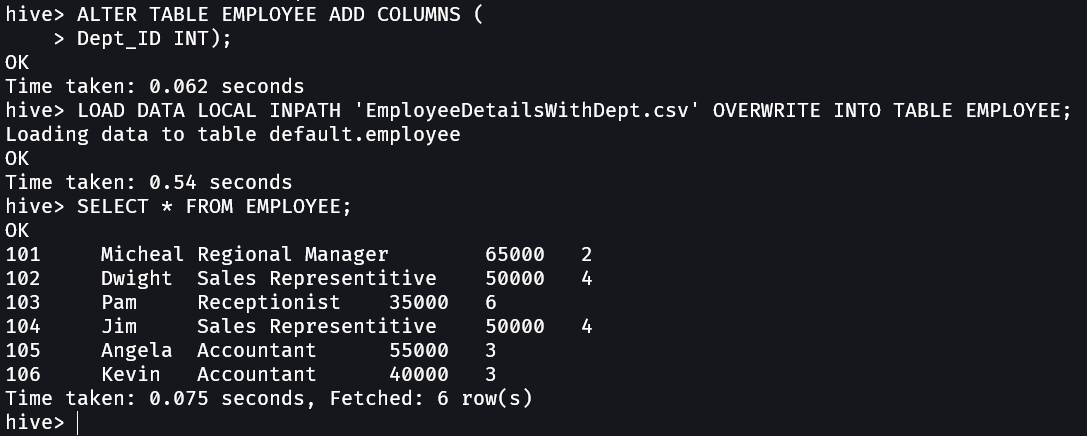 hive> ALTER TABLE EMPLOYEE ADD COLUMNS (
    > Dept_ID INT);
OK
Time taken: 0.062 seconds
hive> LOAD DATA LOCAL INPATH 'EmployeeDetailsWithDept.csv' OVERWRITE INTO TABLE EMPLOYEE;
Loading data to table default.employee
OK
Time taken: 0.54 seconds
hive> SELECT * FROM EMPLOYEE;
OK
101     Micheal Regional Manager        65000   2
102     Dwight  Sales Representitive    50000   4
103     Pam     Receptionist    35000   6
104     Jim     Sales Representitive    50000   4
105     Angela  Accountant      55000   3
106     Kevin   Accountant      40000   3
Time taken: 0.075 seconds, Fetched: 6 row(s)
hive>